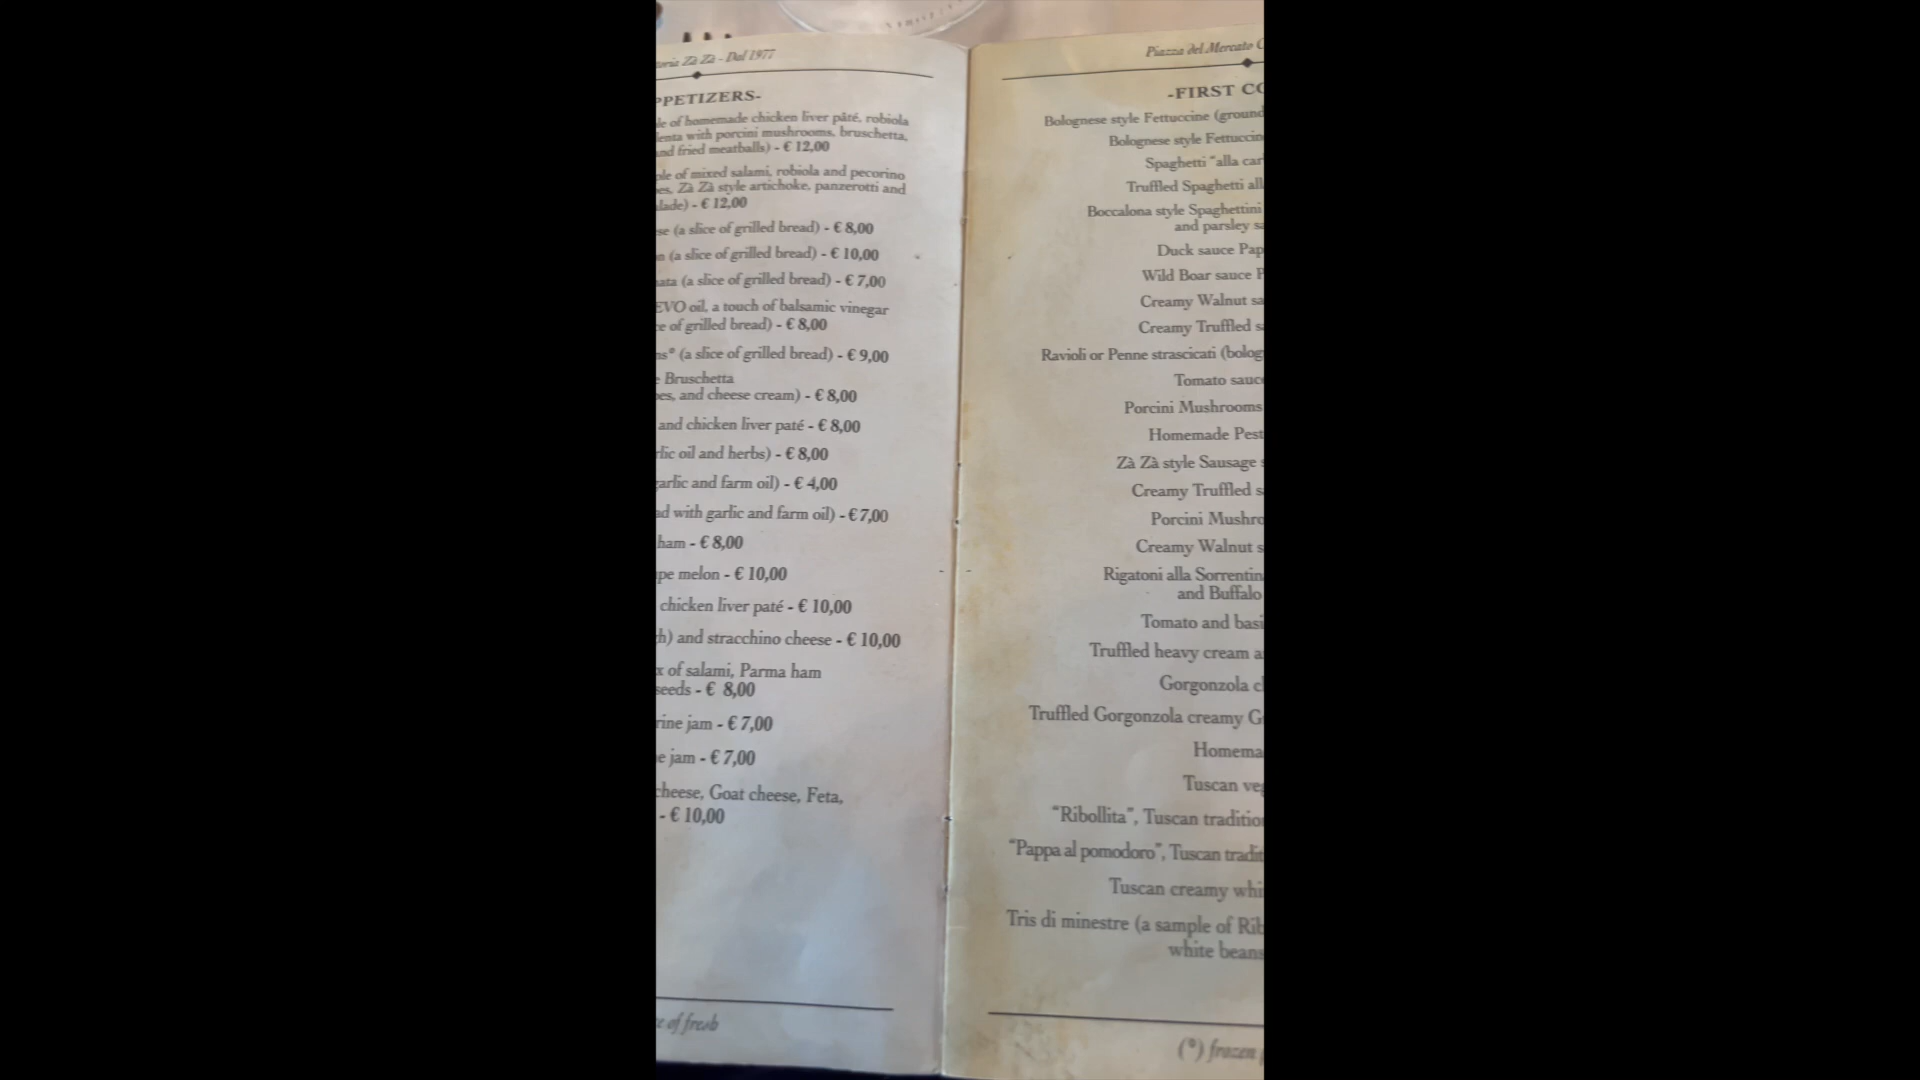 Zà Zà - Dal 1977
PPETIZERS-
le of homemade chicken liver pâté, robiola
lenta with porcini mushrooms, bruschetta,
and fried meatballs) - € 12,00
ple of mixed salami, robiola and pecorino
es, Zà Zà style artichoke, panzerotti and
lade) - € 12,00
se (a slice of grilled bread) - € 8,00
n (a slice of grilled bread) - € 10,00
ata (a slice of grilled bread) - € 7,00
EVO oil, a touch of balsamic vinegar
e of grilled bread) - € 8,00
ns° (a slice of grilled bread) - € 9,00
e Bruschetta
es, and cheese cream) - € 8,00
and chicken liver paté - € 8,00
rlic oil and herbs) - € 8,00
garlic and farm oil) - € 4,00
ad with garlic and farm oil) - € 7,00
ham - € 8,00
pe melon - € 10,00
chicken liver paté - € 10,00
h) and stracchino cheese - € 10,00
x of salami, Parma ham
seeds - € 8,00
rine jam - € 7,00
e jam - € 7,00
cheese, Goat cheese, Feta,
- € 10,00
e of fresh
Piazza del Mercato C
-FIRST CO
Bolognese style Fettuccine (ground
Bolognese style Fettuccin
Spaghetti "alla car
Truffled Spaghetti all
Boccalona style Spaghettini
and parsley sa
Duck sauce Pap
Wild Boar sauce P
Creamy Walnut sa
Creamy Truffled sa
Ravioli or Penne strascicati (bolog
Tomato sauc
Porcini Mushrooms
Homemade Pest
Zà Zà style Sausage s
Creamy Truffled s
Porcini Mushro
Creamy Walnut s
Rigatoni alla Sorrentin
and Buffalo
Tomato and basi
Truffled heavy cream a
Gorgonzola c
Truffled Gorgonzola creamy G
Homema
Tuscan veg
"Ribollita", Tuscan traditio
"Pappa al pomodoro", Tuscan tradit
Tuscan creamy whi
Tris di minestre (a sample of Rib
white beans
(°) frozen